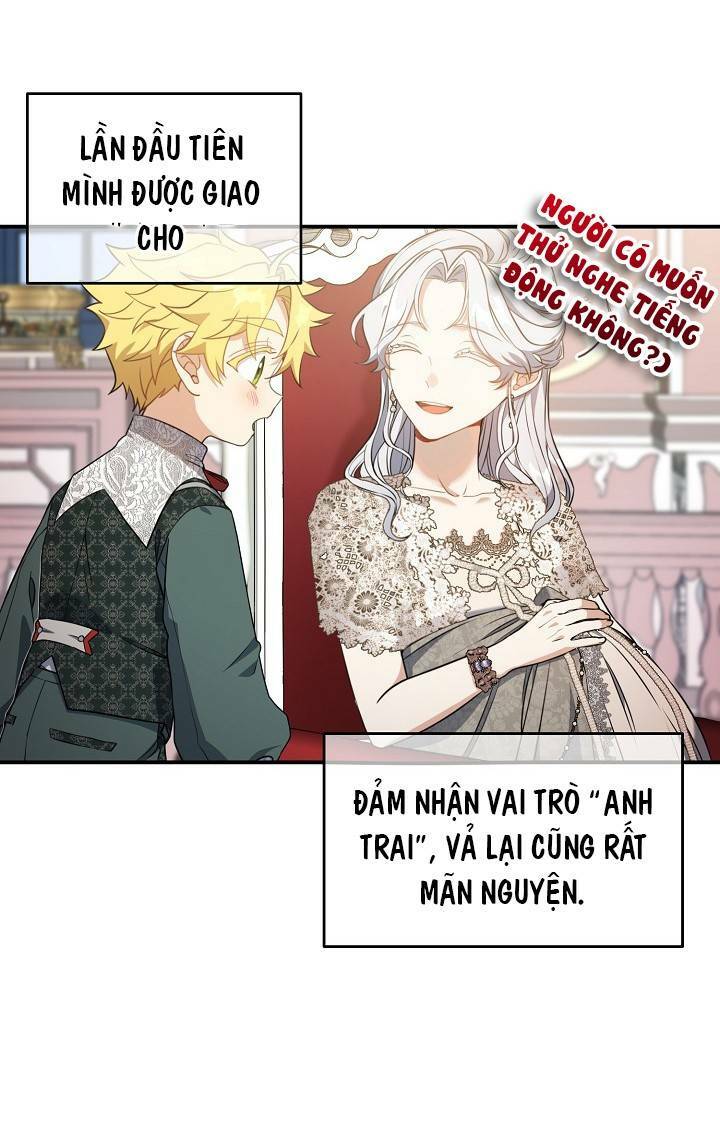 LẦN ĐẦU TIÊN
MÌNH ĐƯỢC GIAO
CHO
NGƯỜI CÓ MUỐN
THỬ NGHE TIẾNG
ĐỘNG KHÔNG?)
ĐẢM NHẬN VAI TRÒ “ANH
TRAI”, VẢ LẠI CŨNG RẤT
MÃN NGUYỆN.